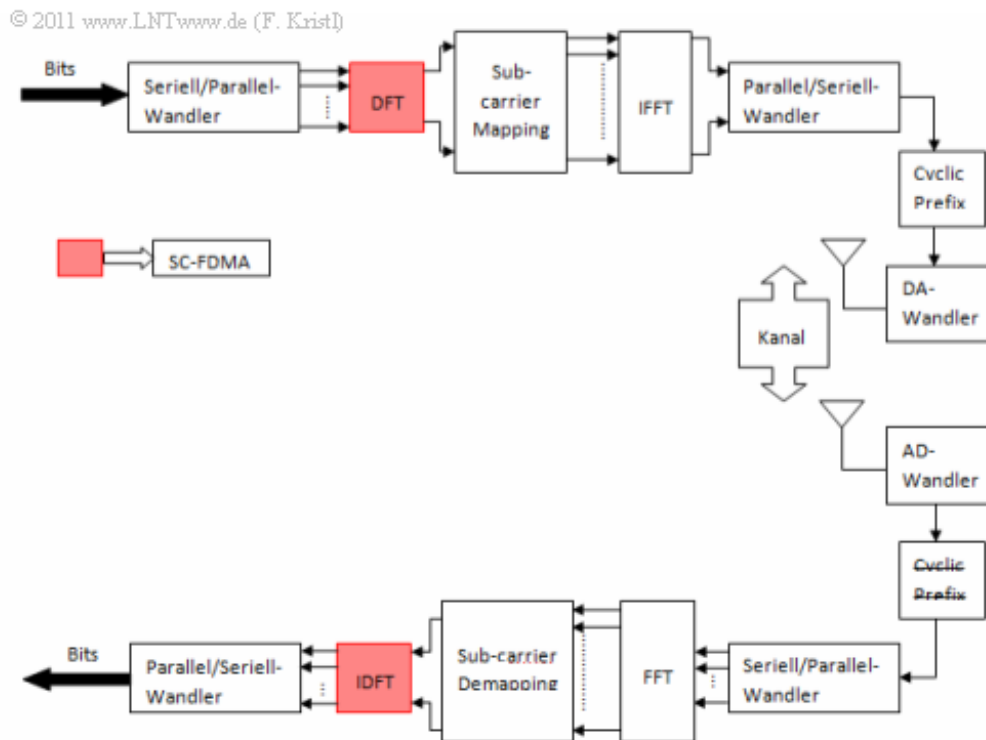 © 2011 www.LNTwww.de (F. Kristl)
Bits
Seriell/Parallel-
Wandler
DFT
Sub-
carrier
Mapping
IFFT
Parallel/Seriell-
Wandler
Cyclic
Prefix
SC-FDMA
DA-
Wandler
Kanal
AD-
Wandler
Cyclic
Prefix
Bits
Parallel/Seriell-
Wandler
IDFT
Sub-carrier
Demapping
FFT
Seriell/Parallel-
Wandler